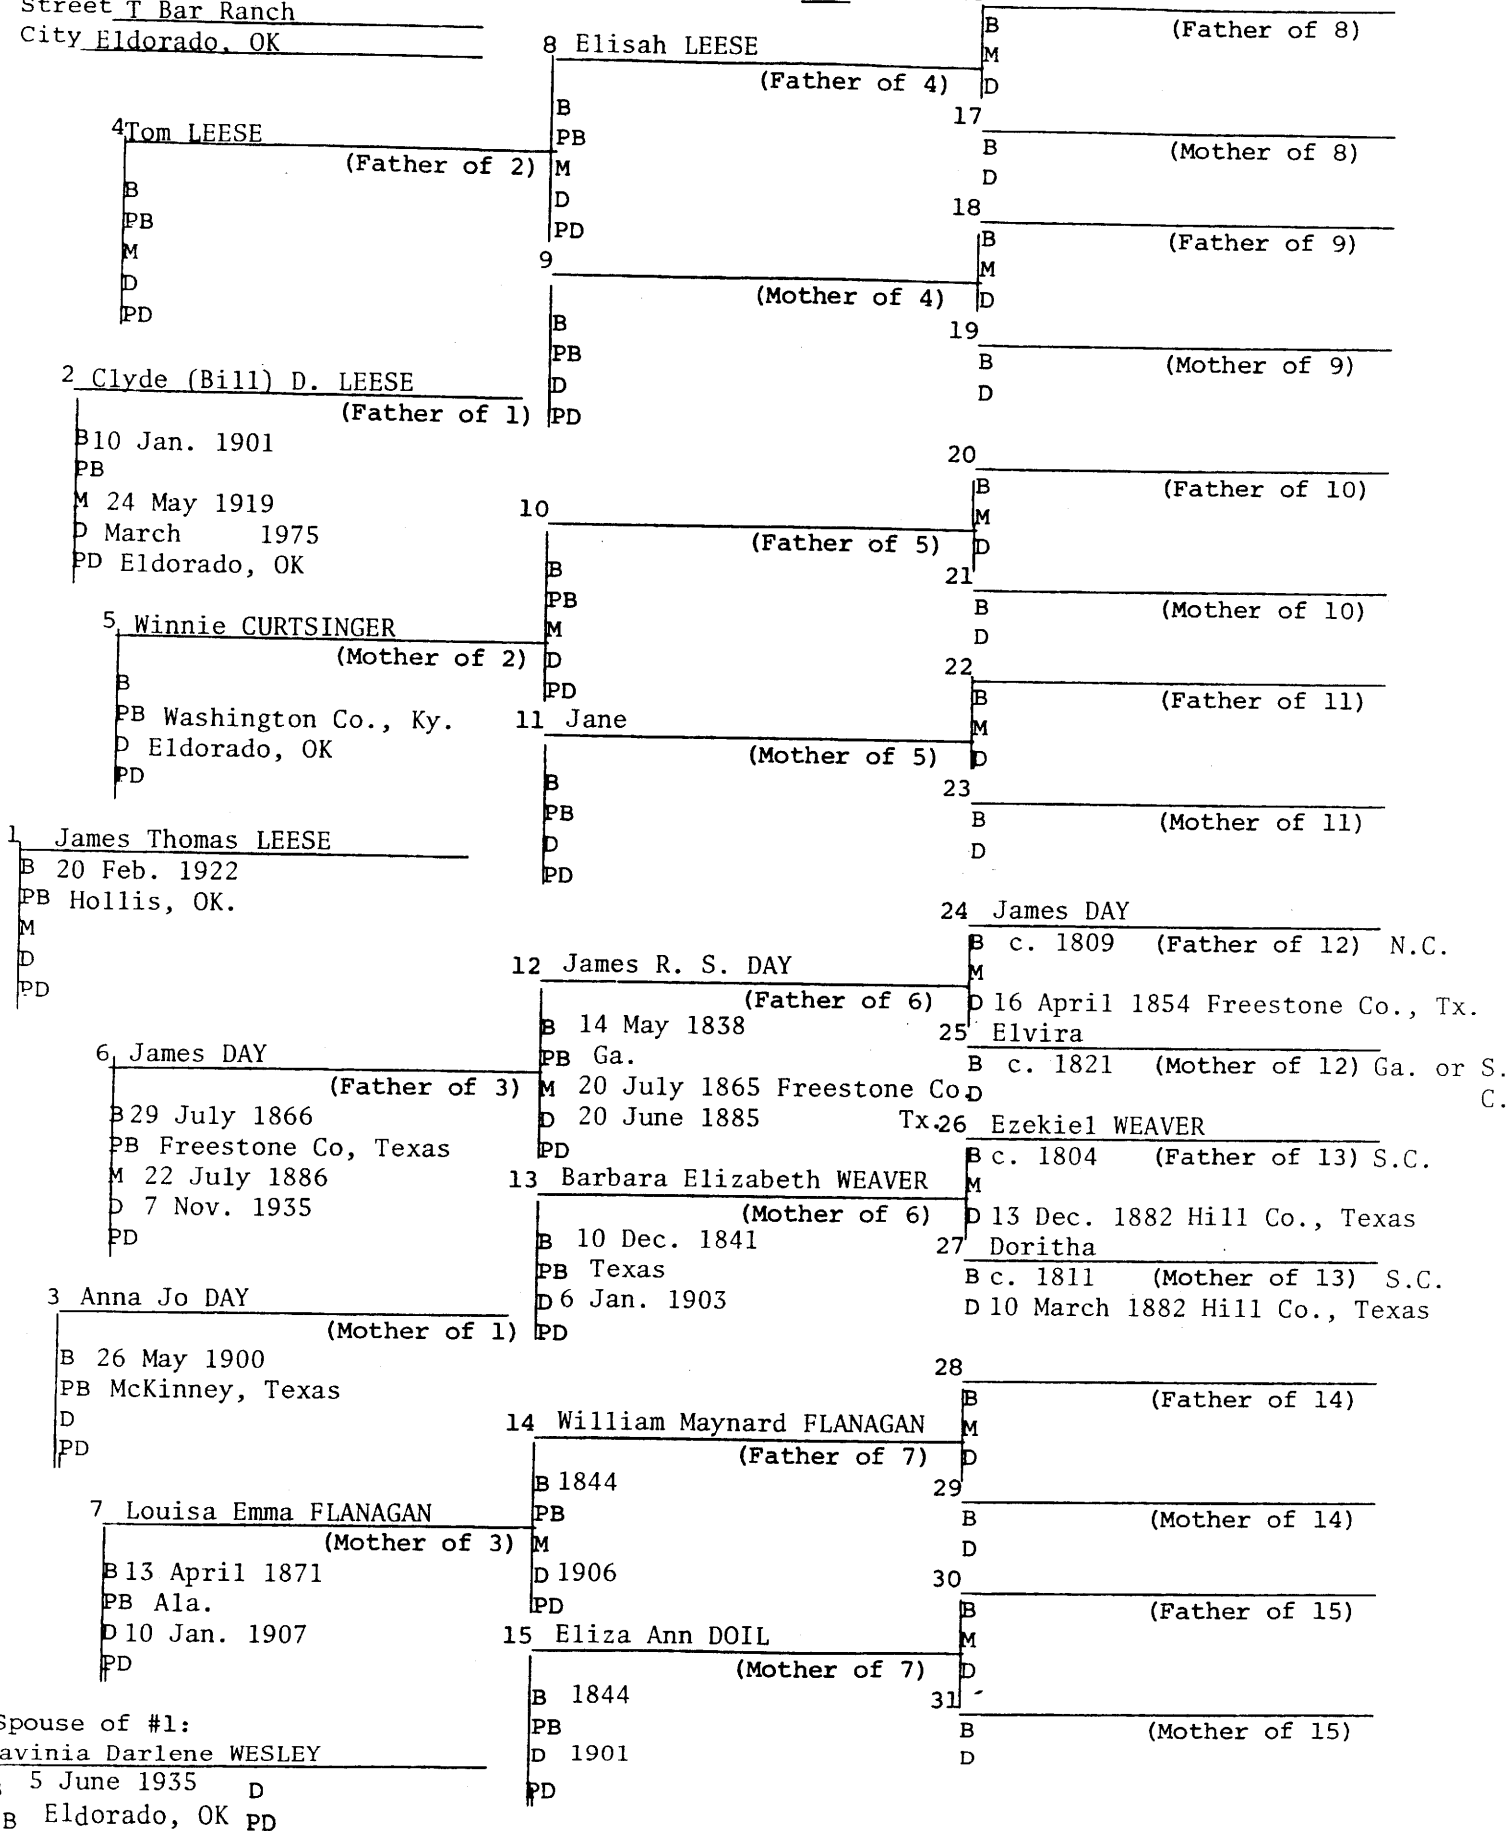 Street T Bar Ranch
City Eldorado, OK
4 Tom LEESE
(Father of 2)
B
PB
M
D
PD
2 Clyde (Bill) D. LEESE
(Father of 1)
B 10 Jan. 1901
PB
M 24 May 1919
D March 1975
PD Eldorado, OK
5 Winnie CURTSINGER
(Mother of 2)
B
PB Washington Co., Ky.
D Eldorado, OK
PD
1 James Thomas LEESE
B 20 Feb. 1922
PB Hollis, OK.
M
D
PD
6 James DAY
(Father of 3)
B 29 July 1866
PB Freestone Co, Texas
M 22 July 1886
D 7 Nov. 1935
PD
3 Anna Jo DAY
(Mother of 1)
B 26 May 1900
PB McKinney, Texas
D
PD
7 Louisa Emma FLANAGAN
(Mother of 3)
B 13 April 1871
PB Ala.
D 10 Jan. 1907
PD
Spouse of #1:
avinia Darlene WESLEY
5 June 1935 D
B Eldorado, OK PD
8 Elisah LEESE
(Father of 4)
B
PB
M
D
PD
9
(Mother of 4)
B
PB
D
PD
10
(Father of 5)
B
PB
M
D
PD
11 Jane
(Mother of 5)
B
PB
D
PD
12 James R. S. DAY
(Father of 6)
B 14 May 1838
PB Ga.
M 20 July 1865 Freestone Co.
Tx.
D 20 June 1885
PD
13 Barbara Elizabeth WEAVER
(Mother of 6)
B 10 Dec. 1841
PB Texas
D 6 Jan. 1903
PD
14 William Maynard FLANAGAN
(Father of 7)
B 1844
PB
M
D 1906
PD
15 Eliza Ann DOIL
(Mother of 7)
B 1844
PB
D 1901
PD
B (Father of 8)
M
D
17
B (Mother of 8)
D
18
B (Father of 9)
M
D
19
B (Mother of 9)
D
20
B (Father of 10)
M
D
21
B (Mother of 10)
D
22
B (Father of 11)
M
D
23
B (Mother of 11)
D
24 James DAY
B c. 1809 (Father of 12) N.C.
M
D 16 April 1854 Freestone Co., Tx.
25 Elvira
B c. 1821 (Mother of 12) Ga. or S.
C.
D
26 Ezekiel WEAVER
B c. 1804 (Father of 13) S.C.
M
D 13 Dec. 1882 Hill Co., Texas
27 Doritha
B c. 1811 (Mother of 13) S.C.
D 10 March 1882 Hill Co., Texas
28
B (Father of 14)
M
D
29
B (Mother of 14)
D
30
B (Father of 15)
M
D
31
B (Mother of 15)
D